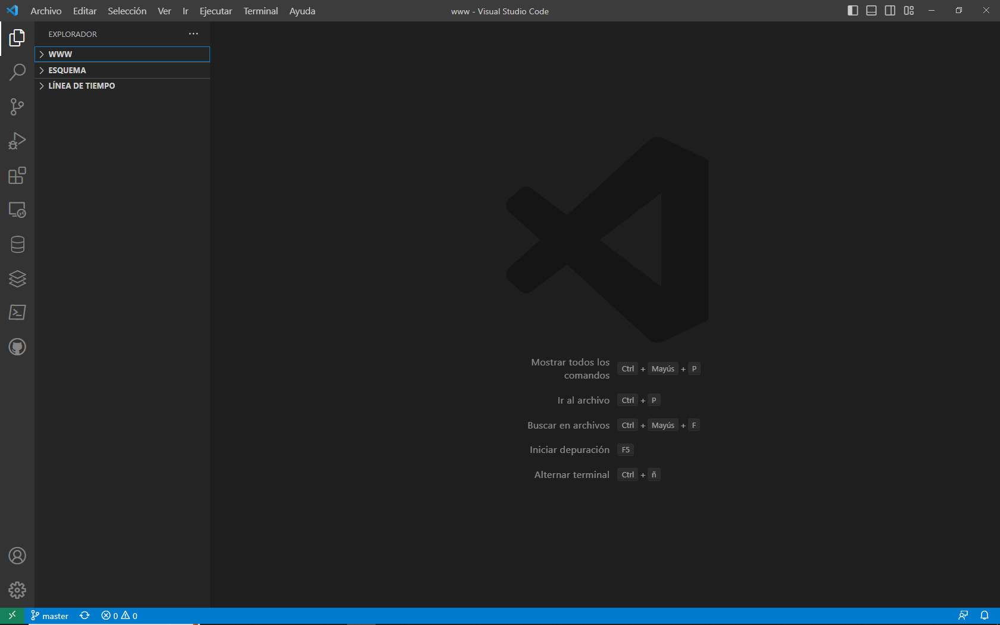 Archivo Editar Selección Ver Ir Ejecutar Terminal Ayuda
www - Visual Studio Code
EXPLORADOR
WWW
ESQUEMA
LÍNEA DE TIEMPO
Mostrar todos los
comandos
Ctrl + Mayús + P
Ir al archivo Ctrl + P
Buscar en archivos Ctrl + Mayús + F
Iniciar depuración F5
Alternar terminal Ctrl + ñ
master 0 0